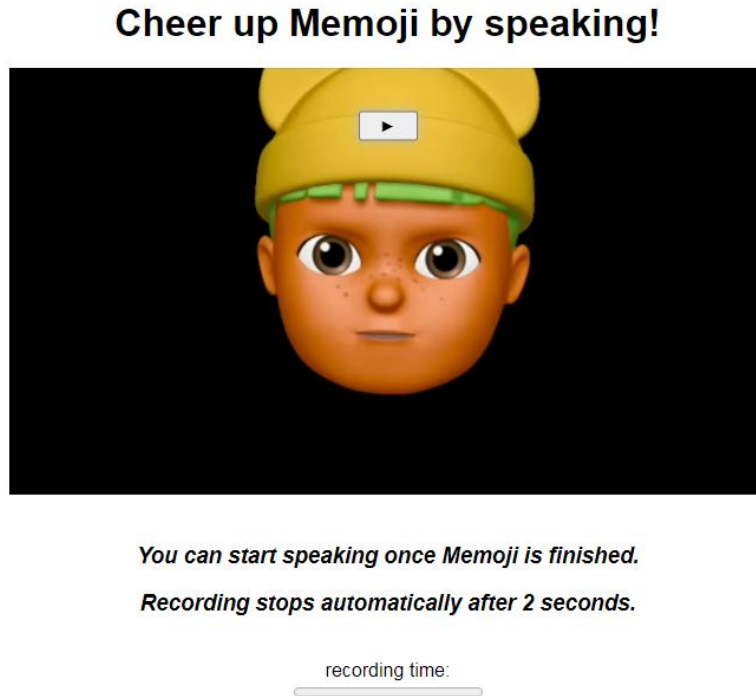 Cheer up Memoji by speaking!
You can start speaking once Memoji is finished.
Recording stops automatically after 2 seconds.
recording time: